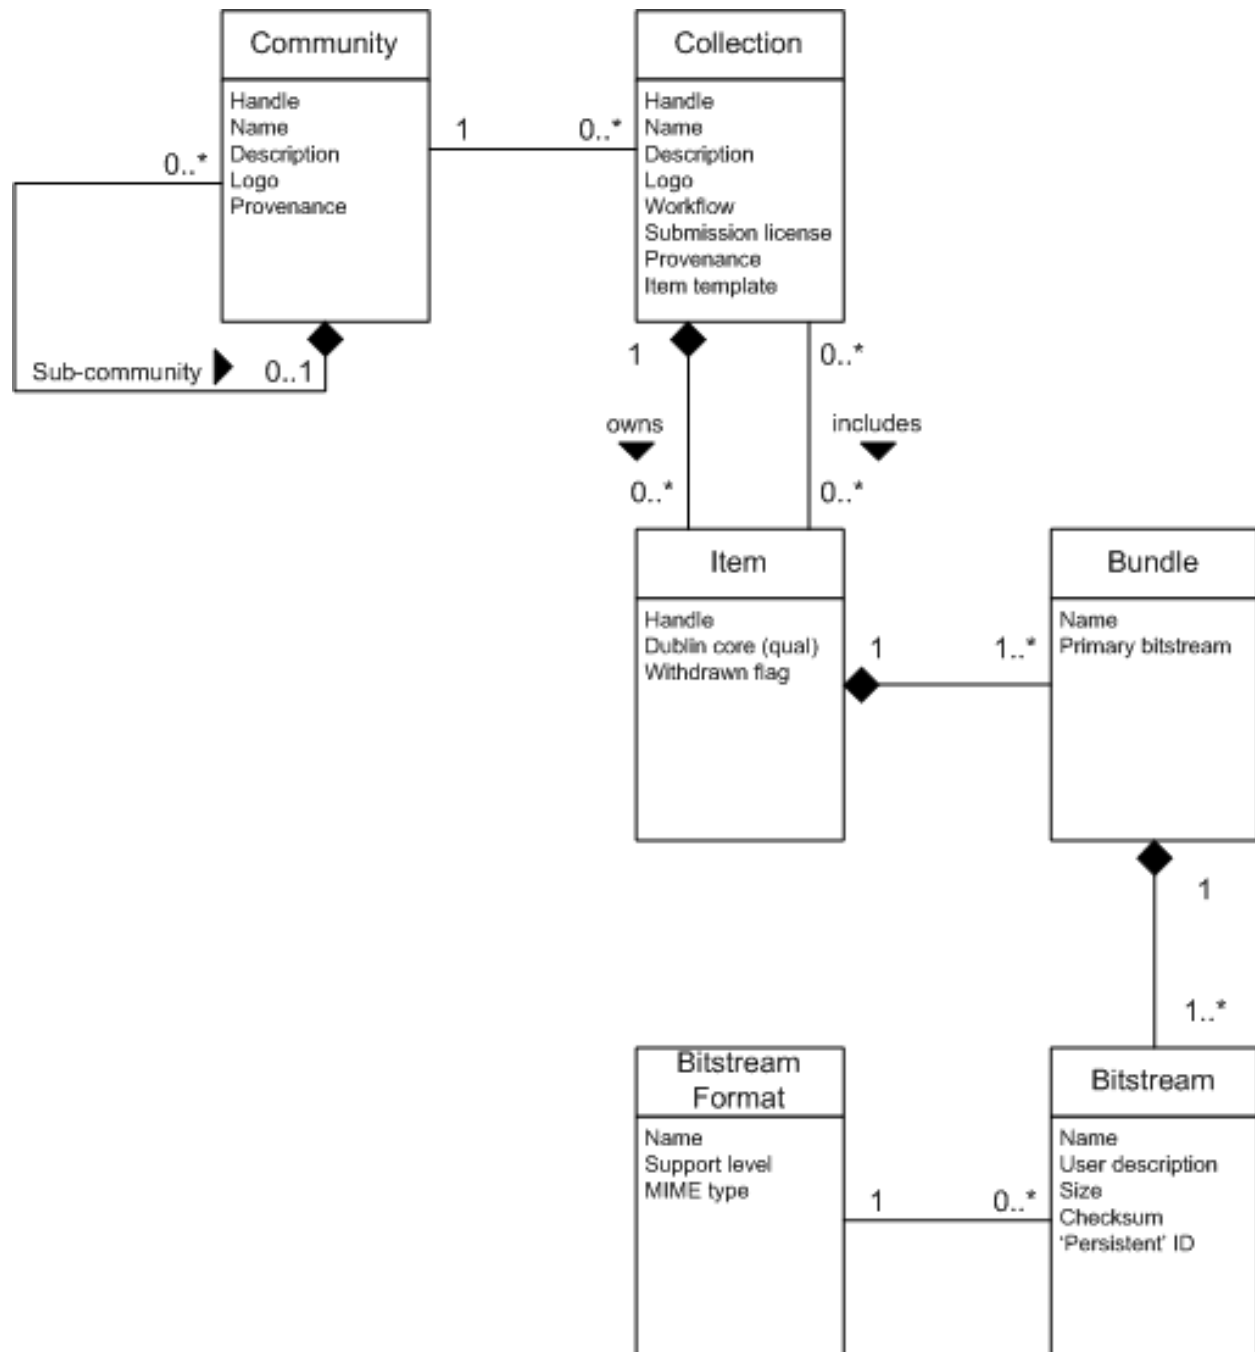 Community
Handle
Name
Description
Logo
Provenance
1
0..*
Collection
Handle
Name
Description
Logo
Workflow
Submission license
Provenance
Item template
0..*
Sub-community
0..1
1
0..*
owns
includes
0..*
0..*
Item
Handle
Dublin core (qual)
Withdrawn flag
1
1..*
Bundle
Name
Primary bitstream
1
1..*
Bitstream
Format
Name
Support level
MIME type
1
0..*
Bitstream
Name
User description
Size
Checksum
‘Persistent’ ID